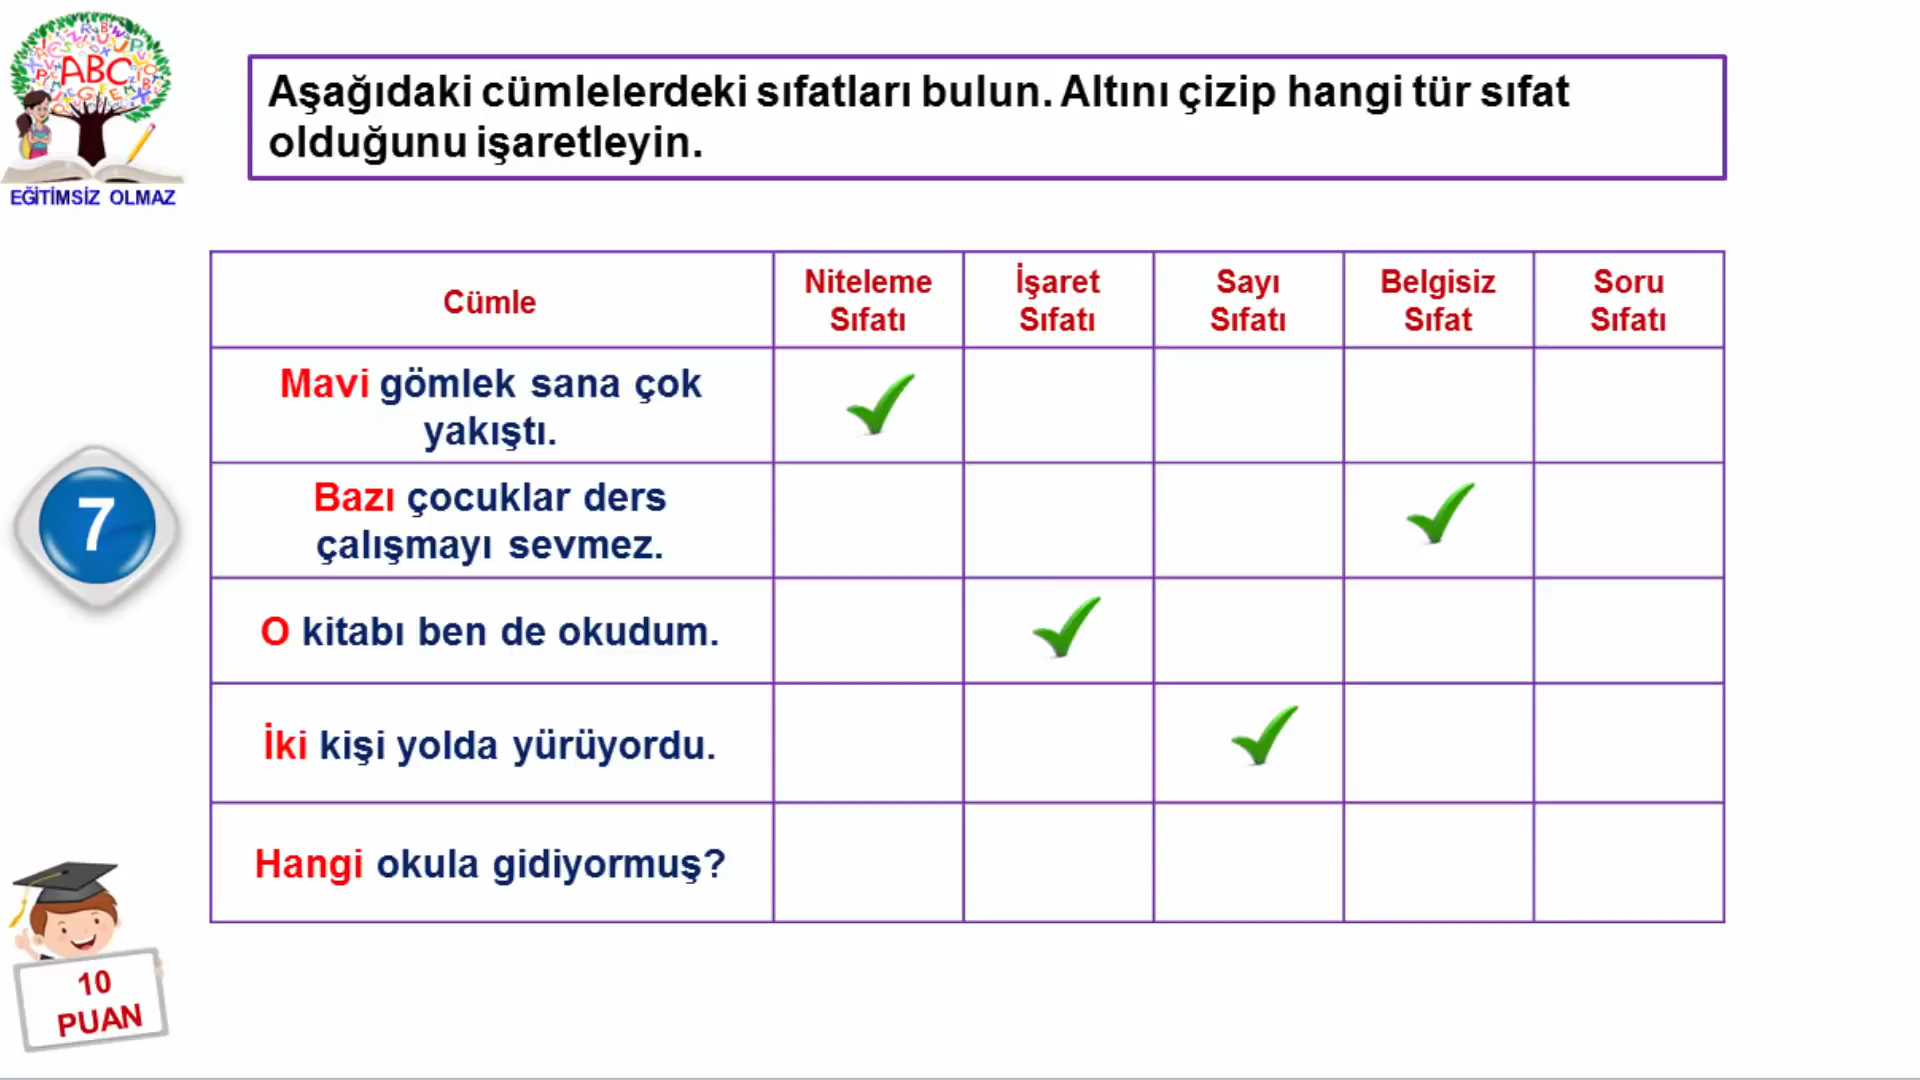 ABC
EĞİTİMSİZ OLMAZ
Aşağıdaki cümlelerdeki sıfatları bulun. Altını çizip hangi tür sıfat
olduğunu işaretleyin.
Cümle
Niteleme
Sıfatı
İşaret
Sıfatı
Sayı
Sıfatı
Belgisiz
Sıfat
Soru
Sıfatı
Mavi gömlek sana çok
yakıştı.
Bazı çocuklar ders
çalışmayı sevmez.
O kitabı ben de okudum.
İki kişi yolda yürüyordu.
Hangi okula gidiyormuş?
7
10
PUAN